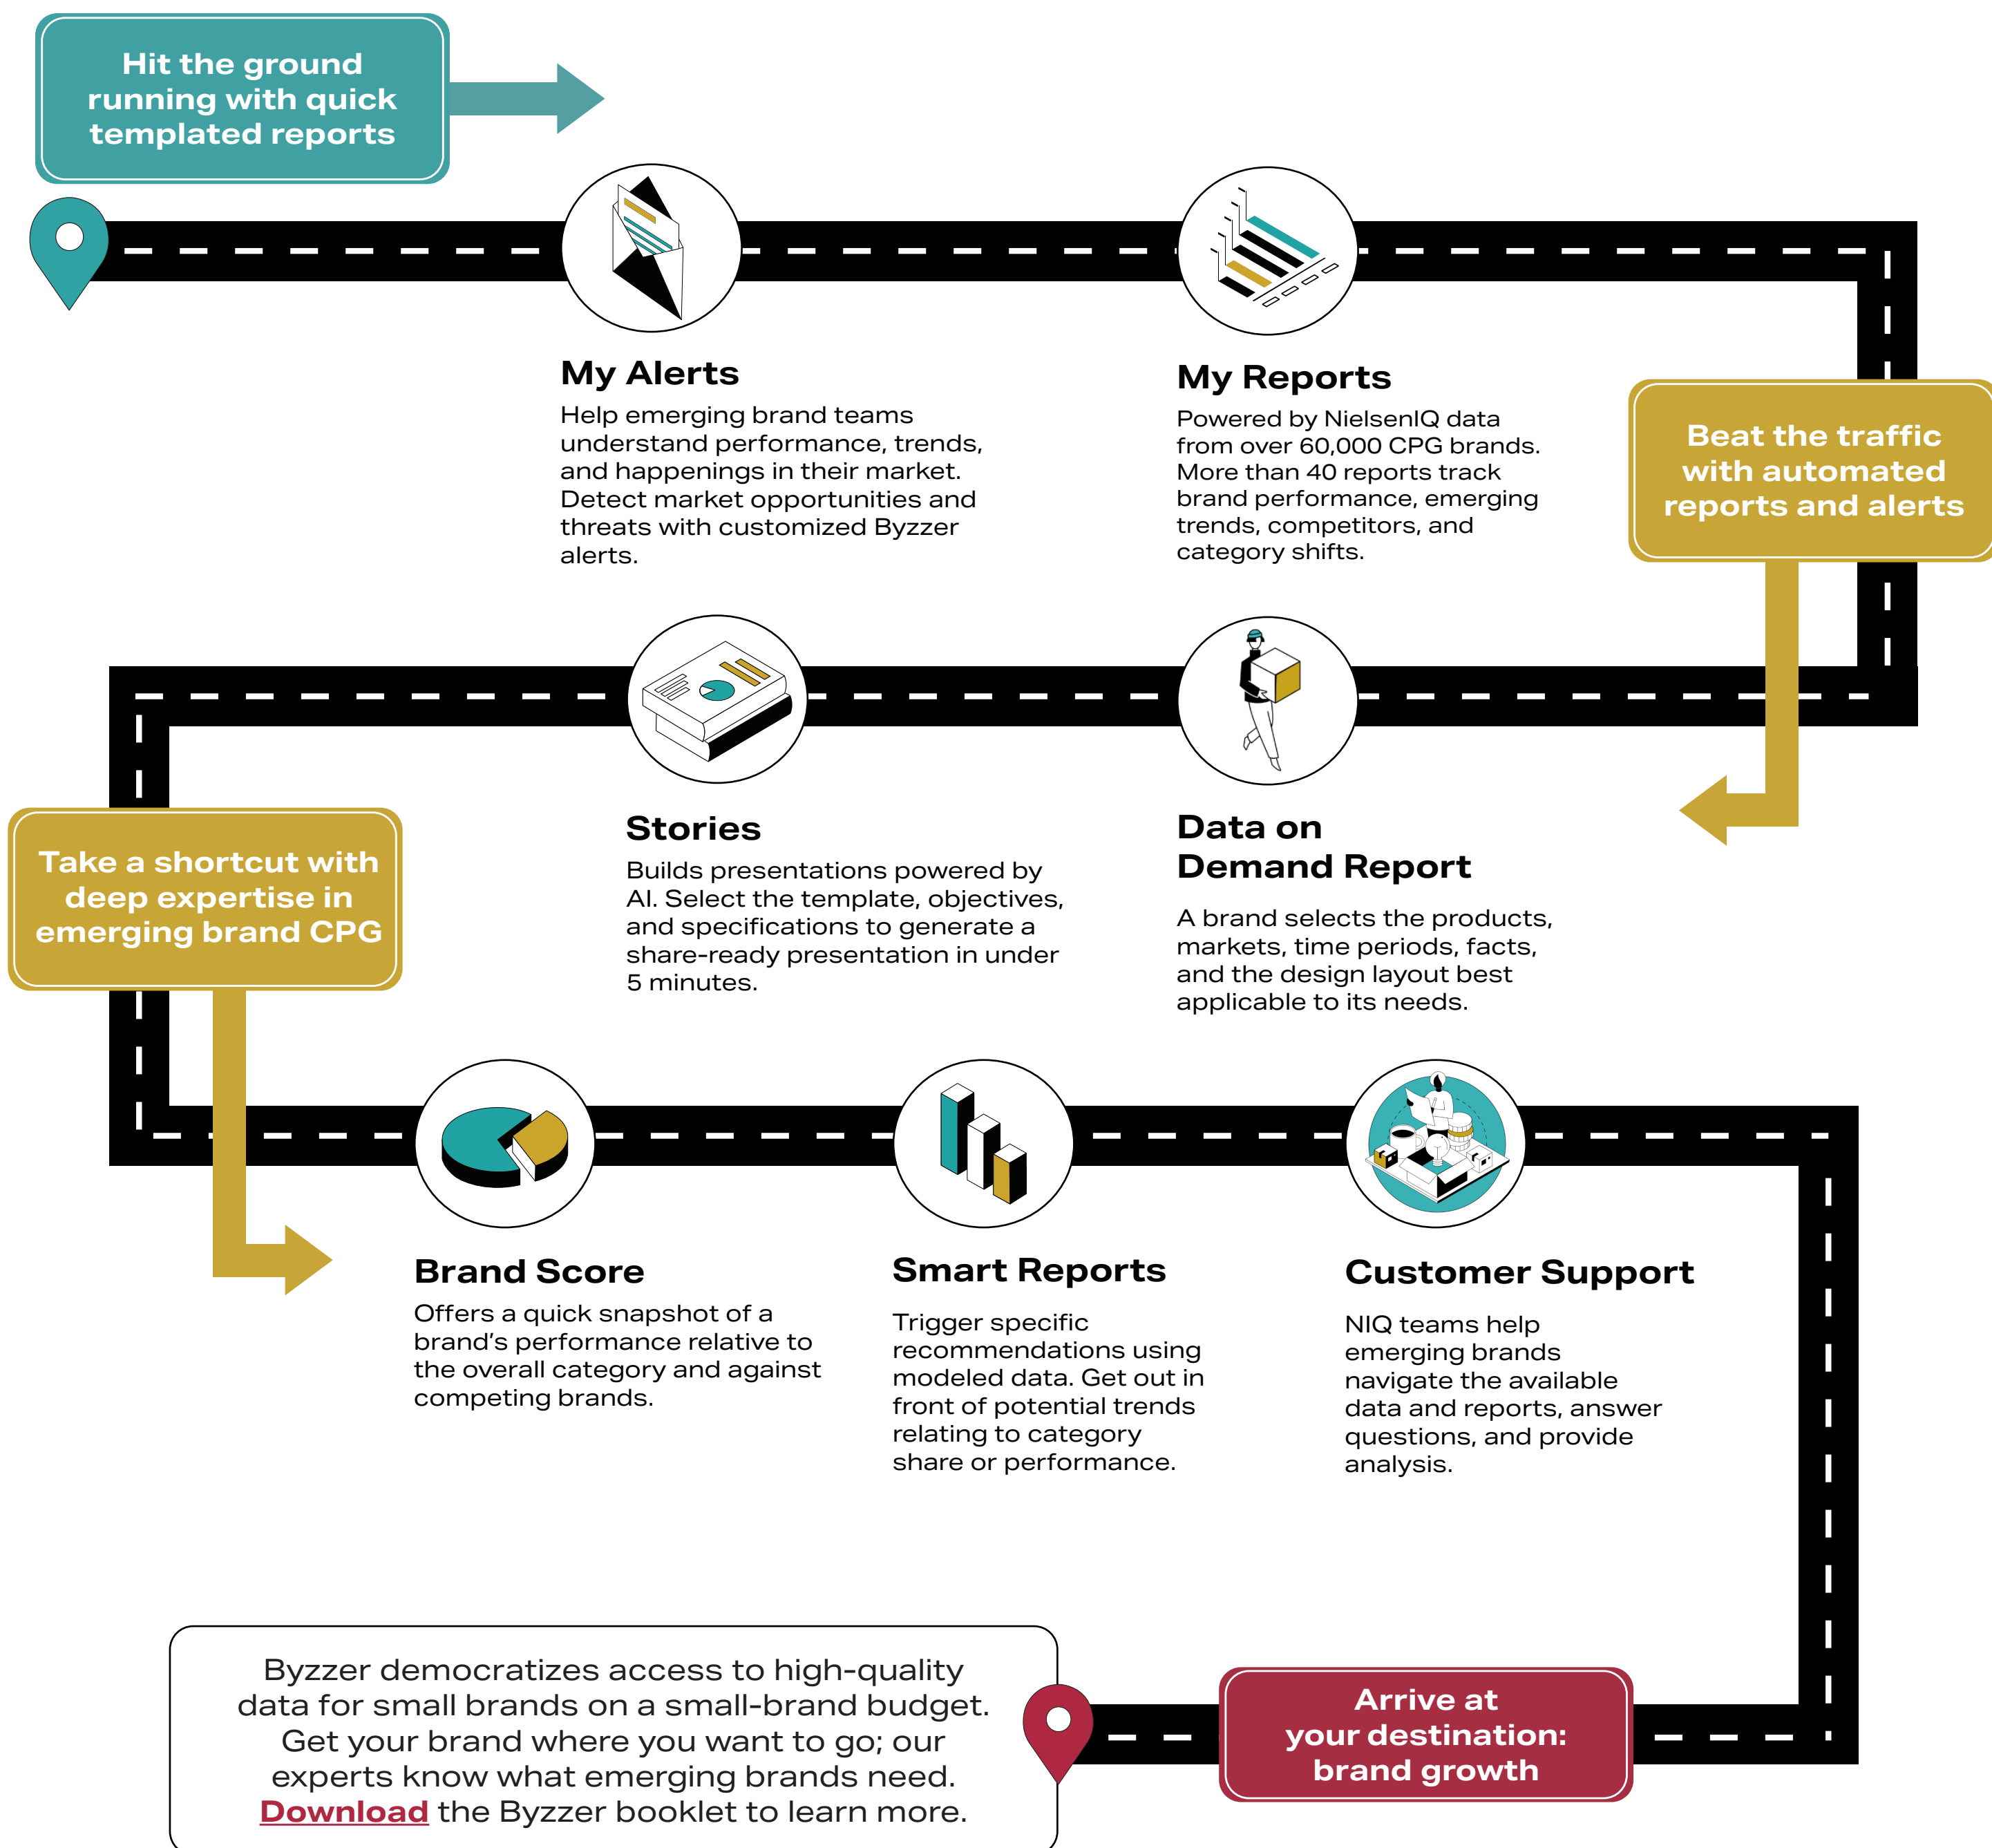 Hit the ground
running with quick
templated reports
My Alerts
Help emerging brand teams
understand performance, trends,
and happenings in their market.
Detect market opportunities and
threats with customized Byzzer
alerts.
My Reports
Powered by NielsenIQ data
from over 60,000 CPG brands.
More than 40 reports track
brand performance, emerging
trends, competitors, and
category shifts.
Beat the traffic
with automated
reports and alerts
Data on
Demand Report
A brand selects the products,
markets, time periods, facts,
and the design layout best
applicable to its needs.
Stories
Builds presentations powered by
AI. Select the template, objectives,
and specifications to generate a
share-ready presentation in under
5 minutes.
Take a shortcut with
deep expertise in
emerging brand CPG
Brand Score
Offers a quick snapshot of a
brand's performance relative to
the overall category and against
competing brands.
Smart Reports
Trigger specific
recommendations using
modeled data. Get out in
front of potential trends
relating to category
share or performance.
Customer Support
NIQ teams help
emerging brands
navigate the available
data and reports, answer
questions, and provide
analysis.
Arrive at
your destination:
brand growth
Byzzer democratizes access to high-quality
data for small brands on a small-brand budget.
Get your brand where you want to go; our
experts know what emerging brands need.
Download the Byzzer booklet to learn more.